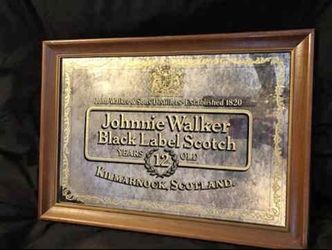 John Walker & Sons Distillers Established 1820
Johnnie Walker
Black Label Scotch
YEARS 12 OLD
KILMARNOCK, SCOTLAND.